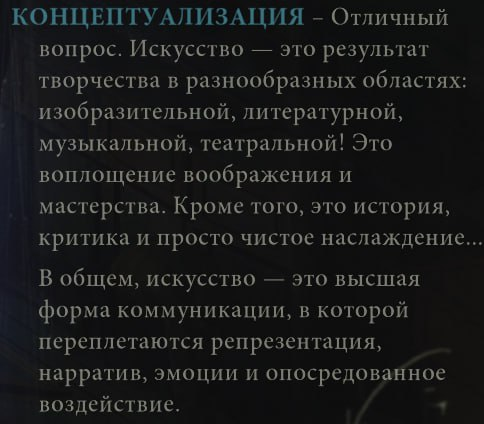 КОНЦЕПТУАЛИЗАЦИЯ – Отличный
вопрос. Искусство — это результат
творчества в разнообразных областях:
изобразительной, литературной,
музыкальной, театральной! Это
воплощение воображения и
мастерства. Кроме того, это история,
критика и просто чистое наслаждение...
В общем, искусство — это высшая
форма коммуникации, в которой
переплетаются репрезентация,
нарратив, эмоции и опосредованное
воздействие.